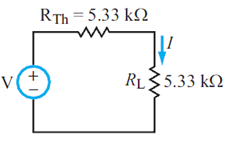 RTh = 5.33 kΩ
I
V
+
−
RL 5.33 kΩ